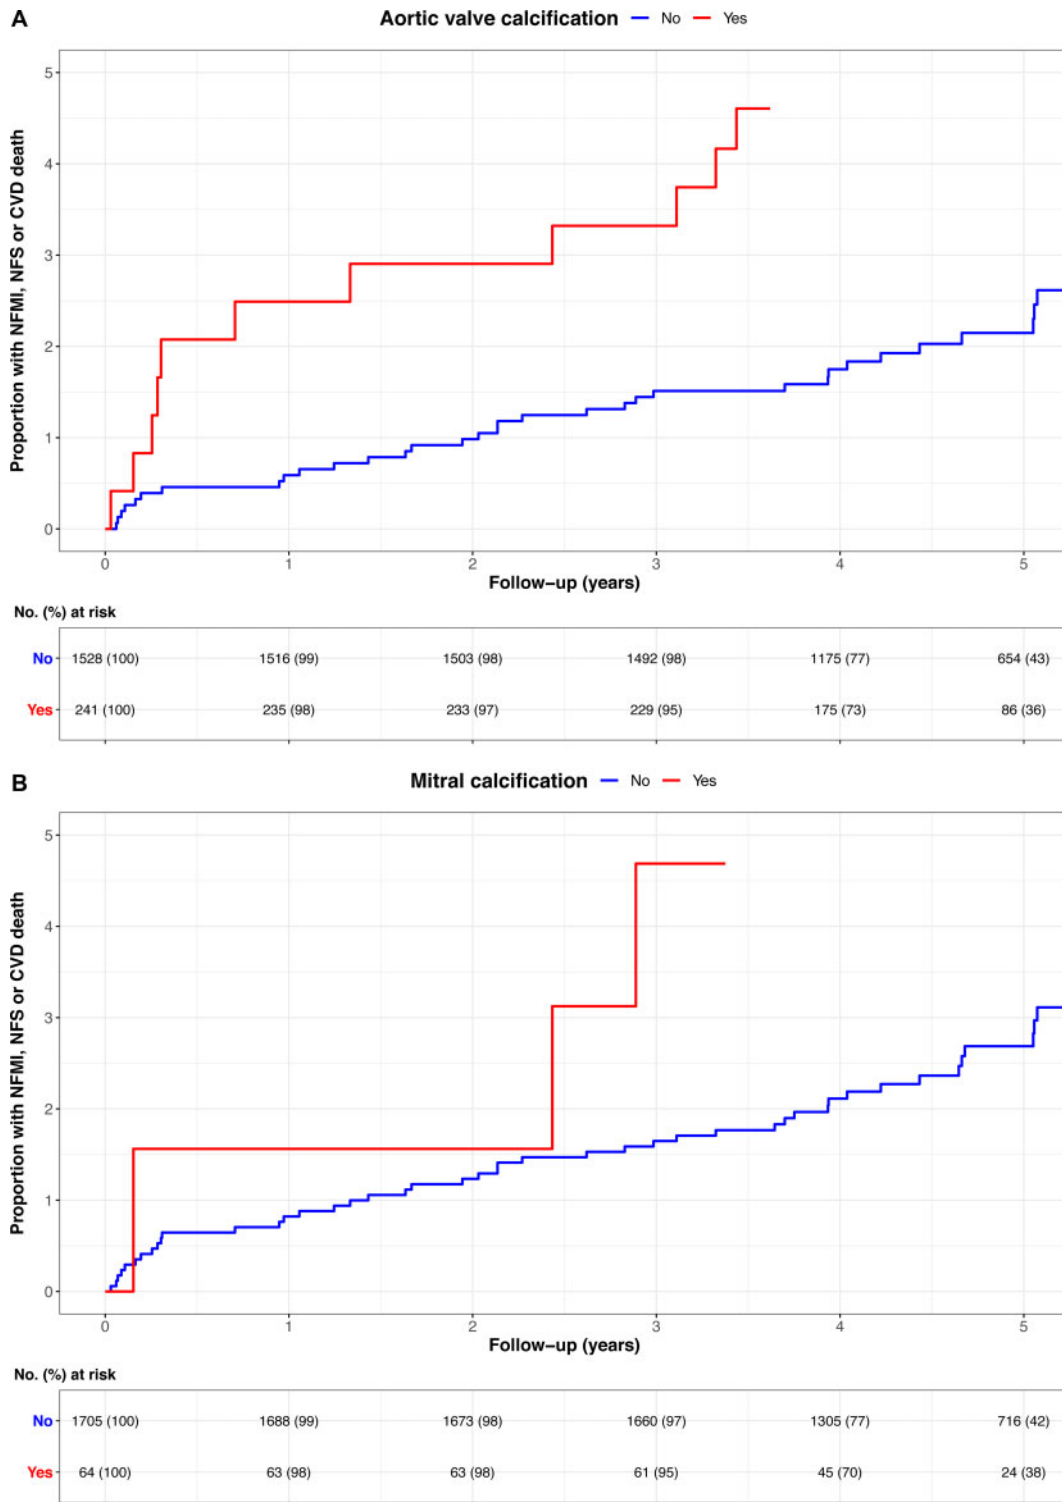 A
Aortic valve calcification No Yes
Proportion with NFMI, NFS or CVD death
5
4
3
2
1
0
0 1 2 3 4 5
Follow-up (years)
No. (%) at risk
No 1528 (100) 1516 (99) 1503 (98) 1492 (98) 1175 (77) 654 (43)
Yes 241 (100) 235 (98) 233 (97) 229 (95) 175 (73) 86 (36)
B
Mitral calcification No Yes
Proportion with NFMI, NFS or CVD death
5
4
3
2
1
0
0 1 2 3 4 5
Follow-up (years)
No. (%) at risk
No 1705 (100) 1688 (99) 1673 (98) 1660 (97) 1305 (77) 716 (42)
Yes 64 (100) 63 (98) 63 (98) 61 (95) 45 (70) 24 (38)